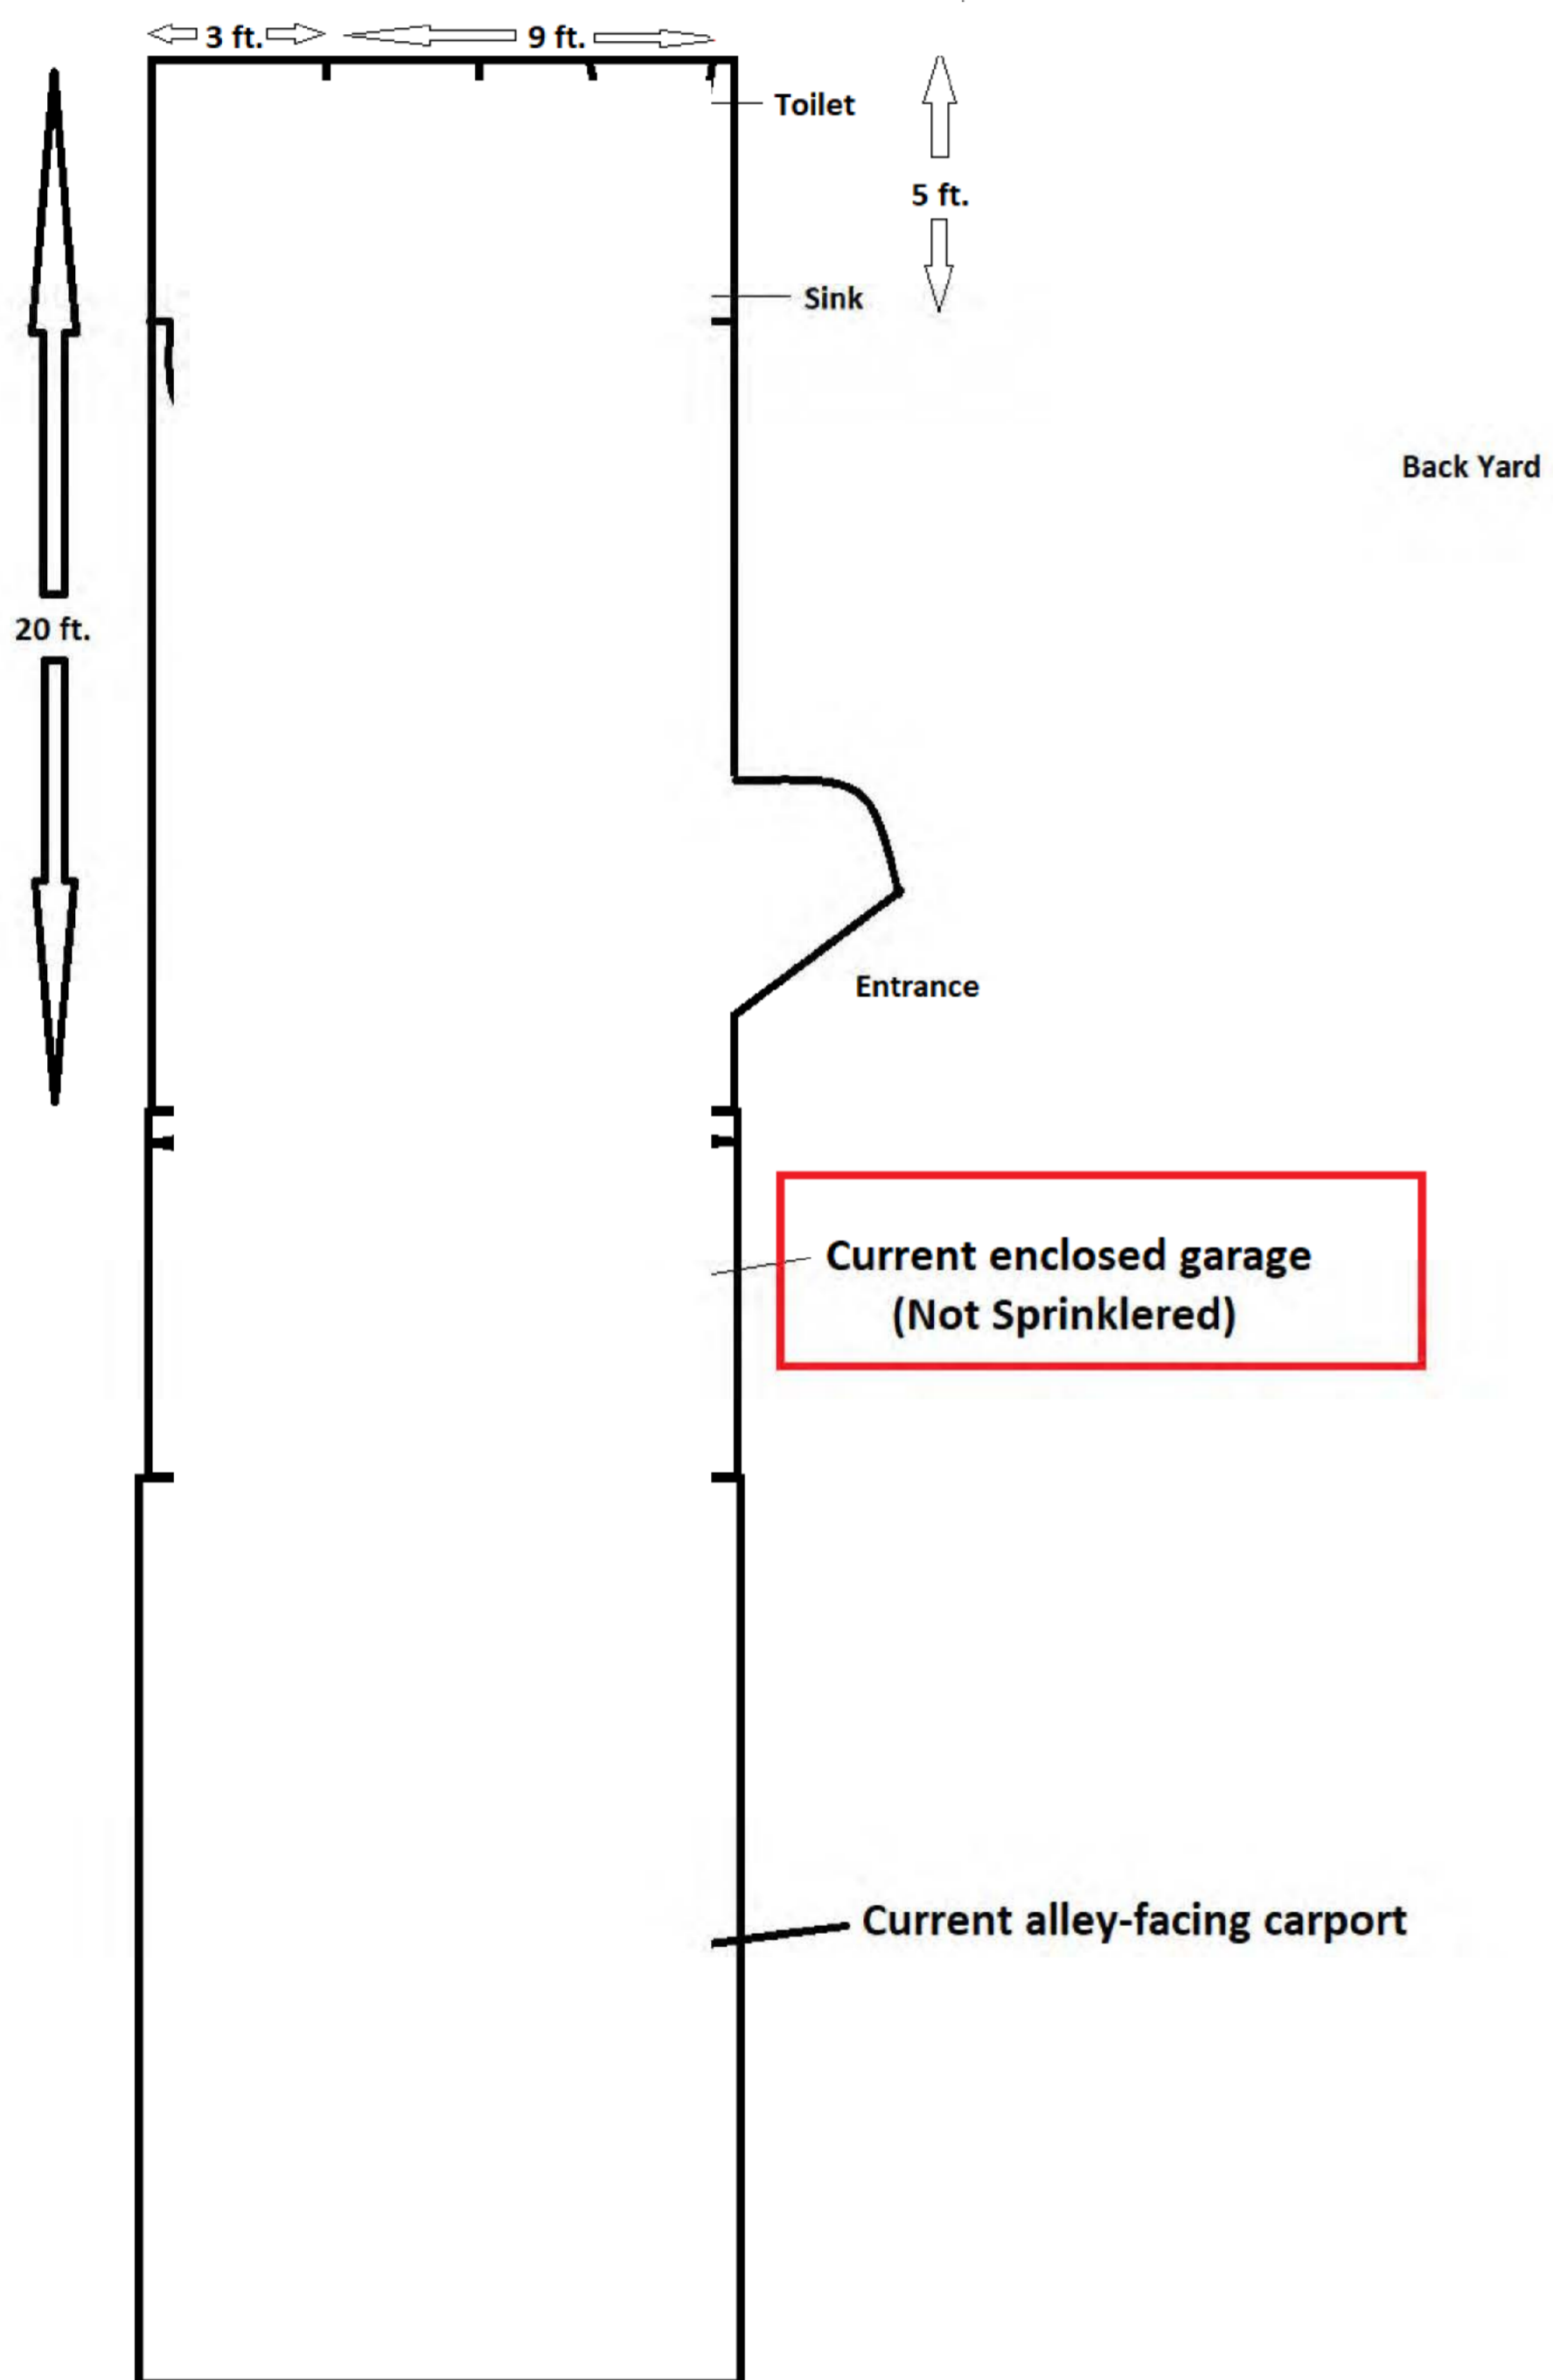 3 ft.
9 ft.
Toilet
5 ft.
Sink
Back Yard
20 ft.
Entrance
Current enclosed garage
(Not Sprinklered)
Current alley-facing carport